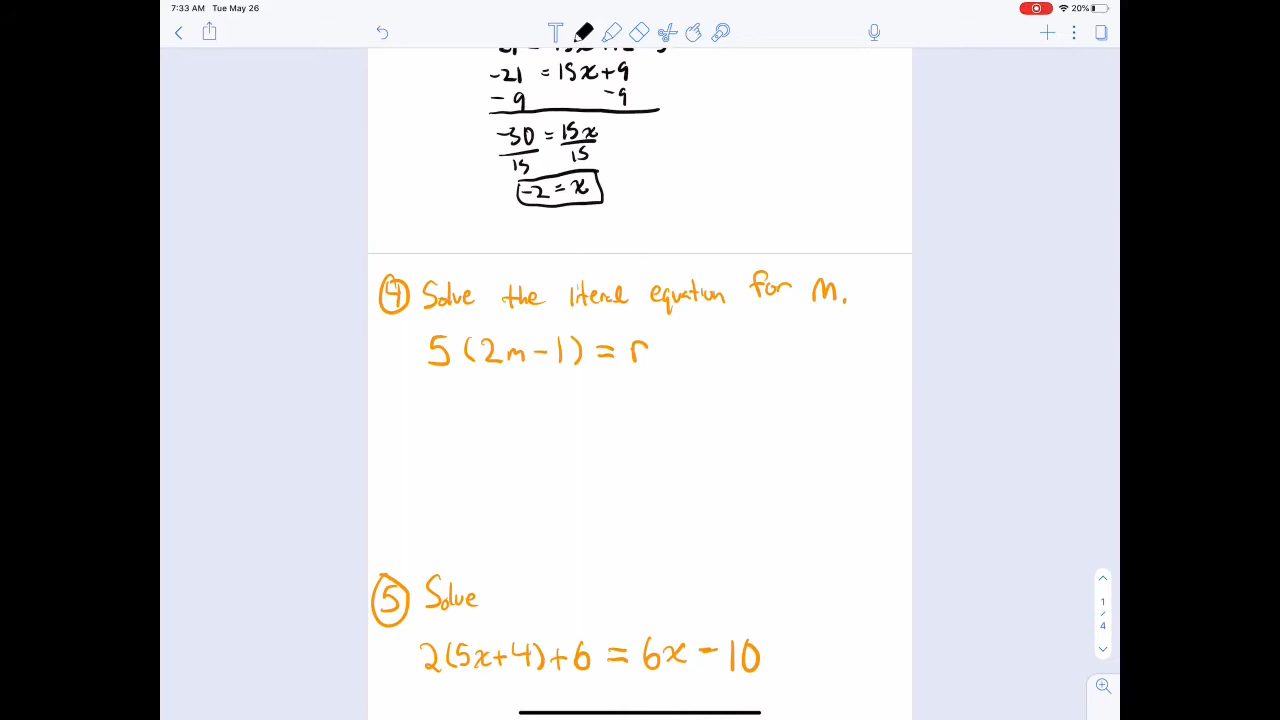 7:33 AM Tue May 26
20%
T
-21 = 15x+9
-9 -9
-30 = 15x
15 15
-2 = x
④ Solve the literal equation for m.
5(2m-1) = r
⑤ Solve
2(5x+4)+6 = 6x - 10
1
/
4